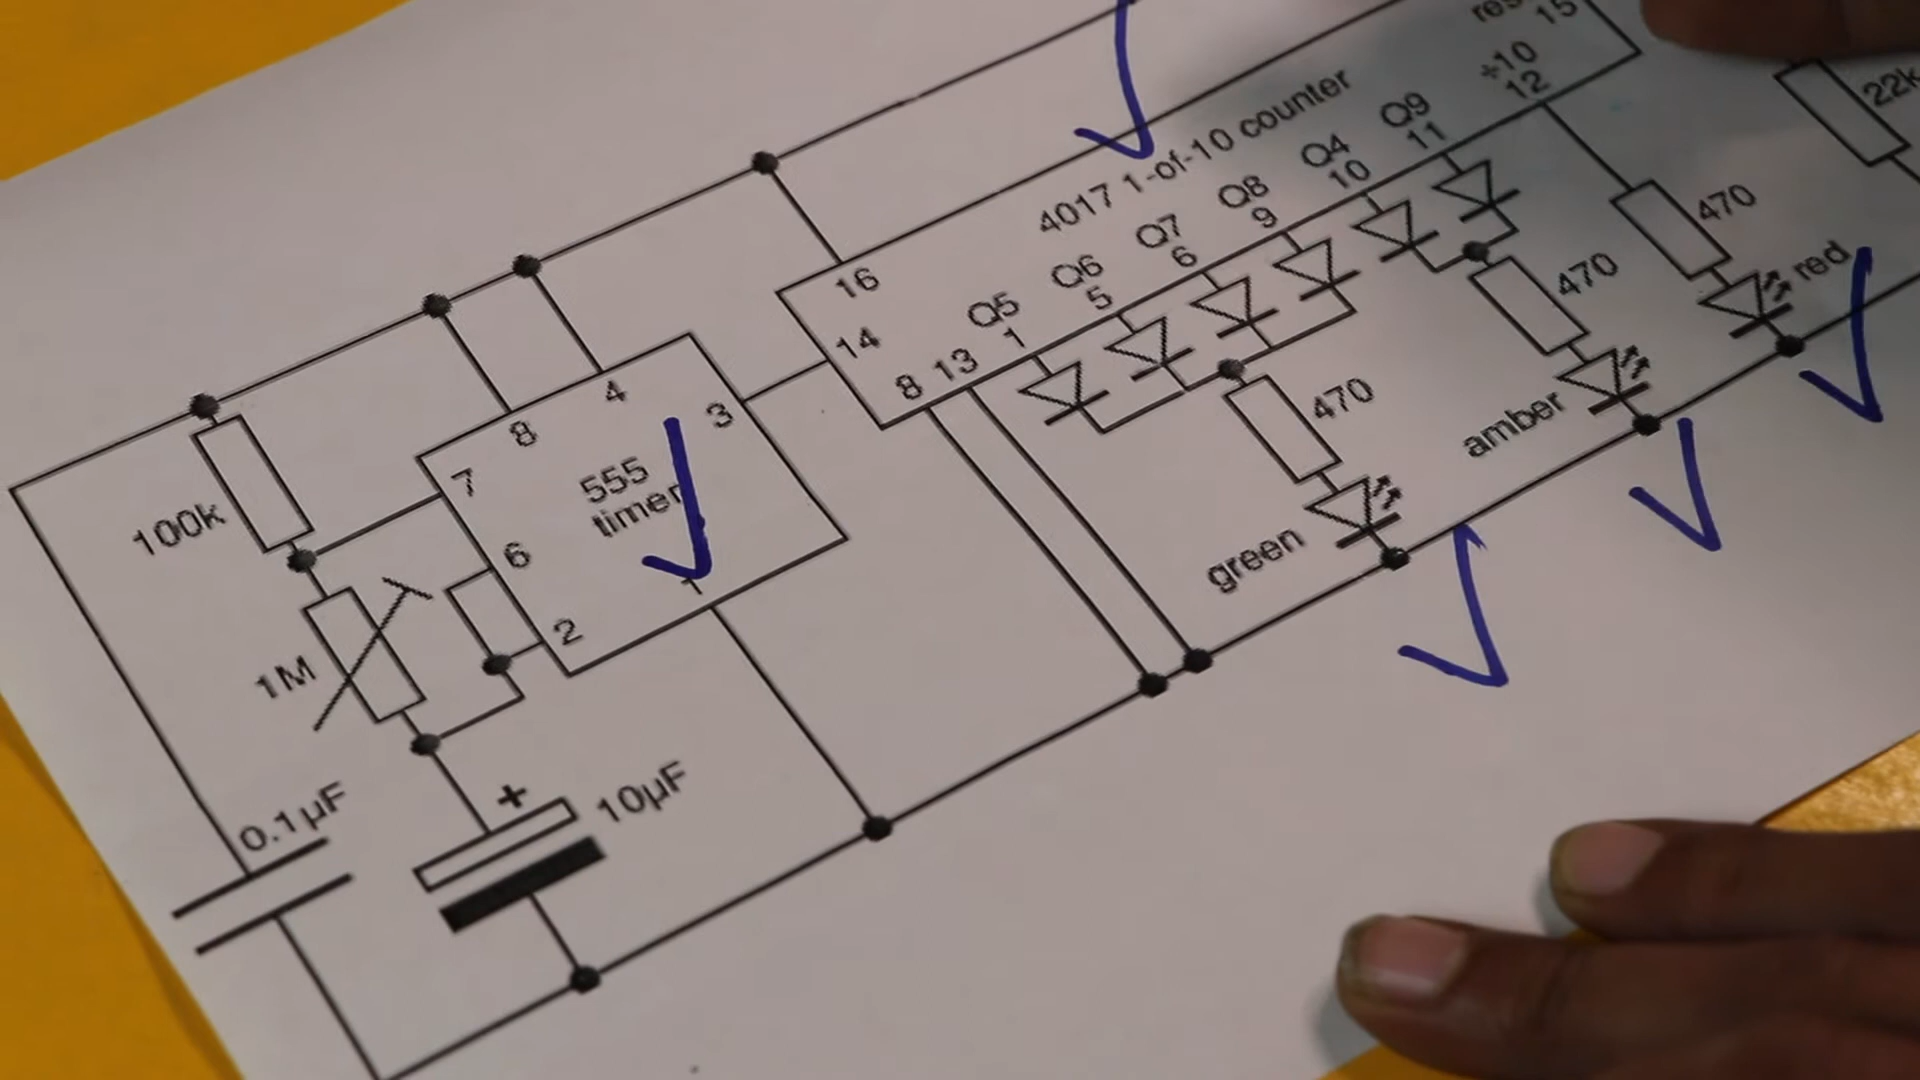 res
15
÷10
12
22k
4017 1-of-10 counter
Q5
1
Q6
5
Q7
6
Q8
9
Q4
10
Q9
11
16
14
8
13
470
red
470
amber
470
green
8
4
3
7
6
2
1
555
timer
100k
1M
0.1µF
+
10µF